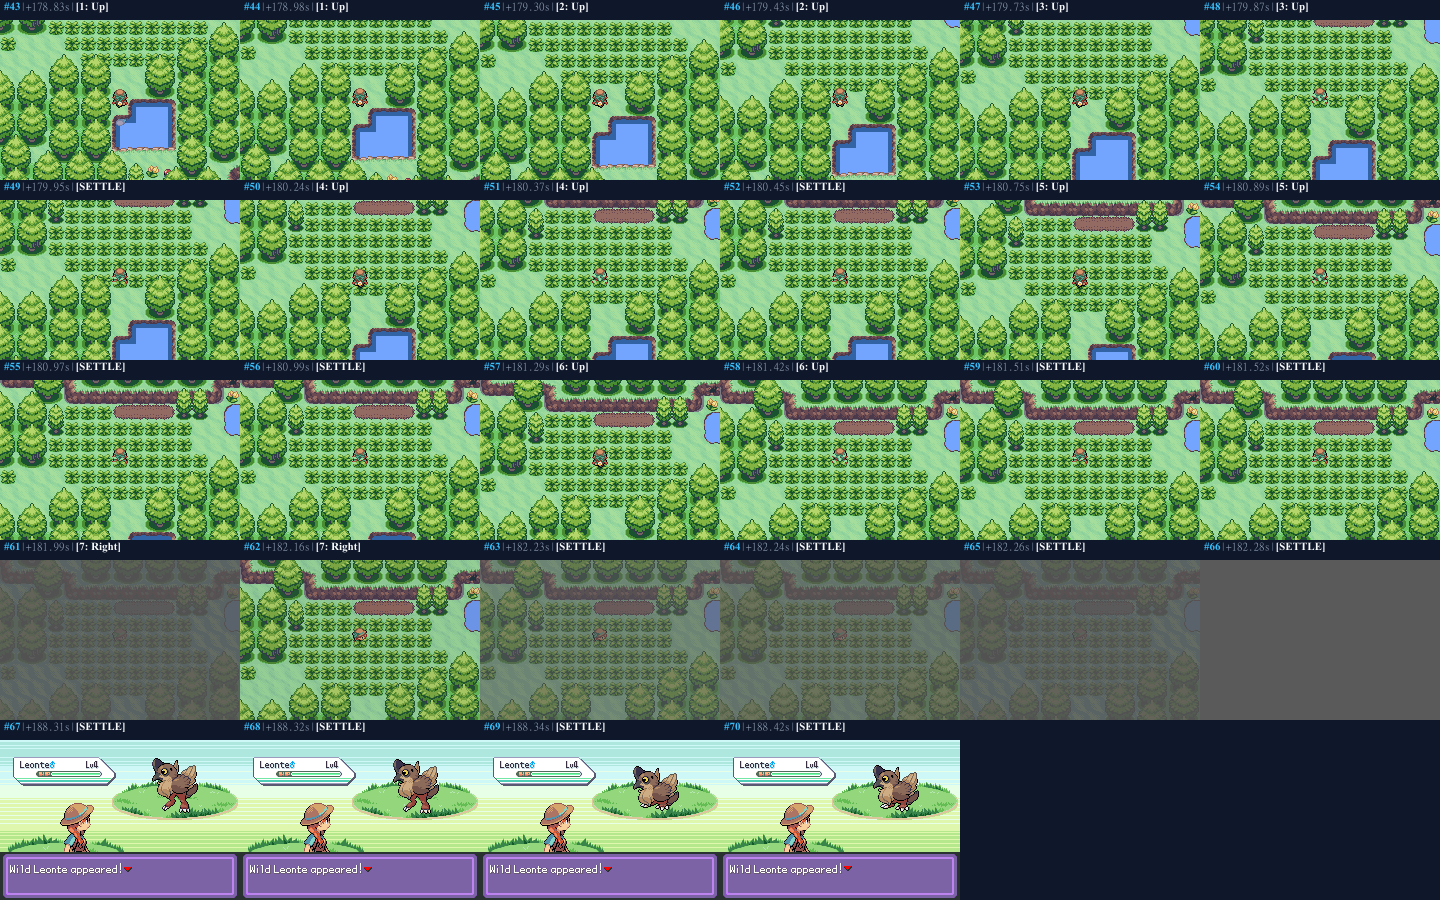 #43|+178.83s|[1: Up]
#44|+178.98s|[1: Up]
#45|+179.30s|[2: Up]
#46|+179.43s|[2: Up]
#47|+179.73s|[3: Up]
#48|+179.87s|[3: Up]
#49|+179.95s|[SETTLE]
#50|+180.24s|[4: Up]
#51|+180.37s|[4: Up]
#52|+180.45s|[SETTLE]
#53|+180.75s|[5: Up]
#54|+180.89s|[5: Up]
#55|+180.97s|[SETTLE]
#56|+180.99s|[SETTLE]
#57|+181.29s|[6: Up]
#58|+181.42s|[6: Up]
#59|+181.51s|[SETTLE]
#60|+181.52s|[SETTLE]
#61|+181.99s|[7: Right]
#62|+182.16s|[7: Right]
#63|+182.23s|[SETTLE]
#64|+182.24s|[SETTLE]
#65|+182.26s|[SETTLE]
#66|+182.28s|[SETTLE]
#67|+188.31s|[SETTLE]
#68|+188.32s|[SETTLE]
#69|+188.34s|[SETTLE]
#70|+188.42s|[SETTLE]
Leonte♂ Lv4
Leonte♂ Lv4
Leonte♂ Lv4
Leonte♂ Lv4
Wild Leonte appeared!
Wild Leonte appeared!
Wild Leonte appeared!
Wild Leonte appeared!